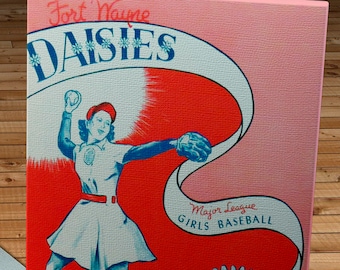 Fort Wayne
DAISIES
Major League
GIRLS BASEBALL